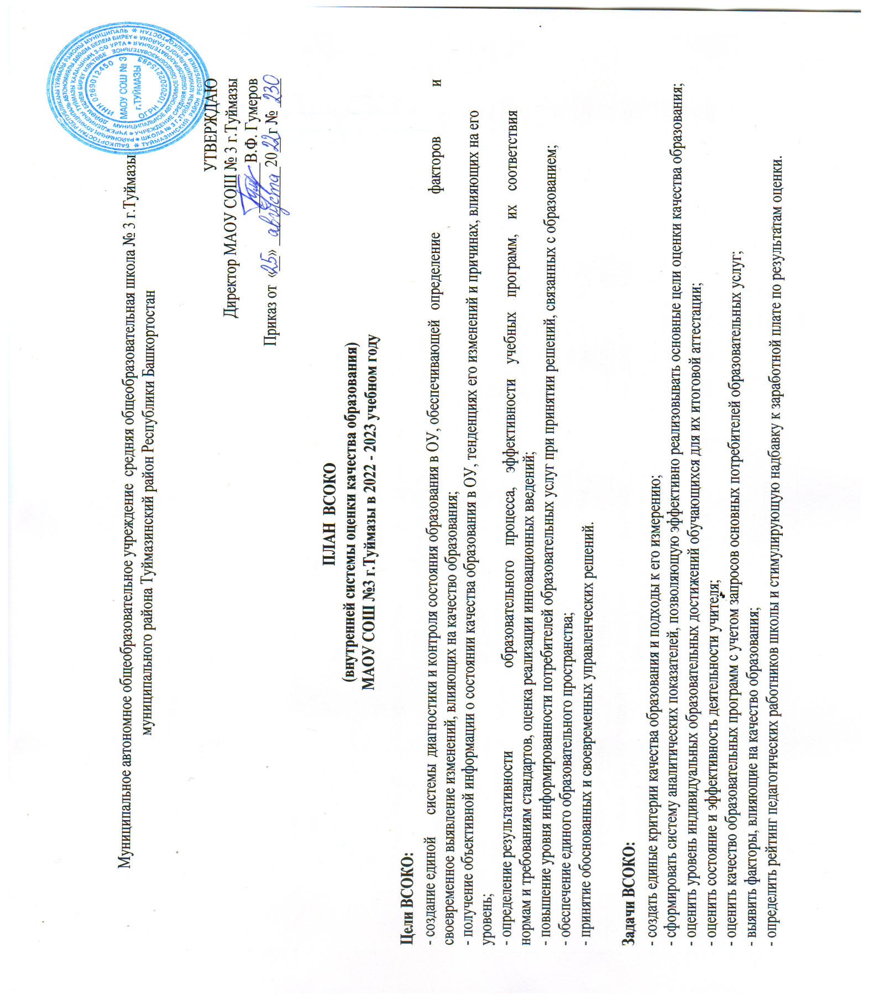 Муниципальное автономное общеобразовательное учреждение средняя общеобразовательная школа № 3 г.Туймазы
муниципального района Туймазинский район Республики Башкортостан
МАОУ СОШ № 3
г.ТУЙМАЗЫ
ИНН 0269012450
УТВЕРЖДАЮ
Директор МАОУ СОШ № 3 г.Туймазы
В.Ф. Гумеров
Приказ от «25» августа 2022 г № 230
ПЛАН ВСОКО
(внутренней системы оценки качества образования)
МАОУ СОШ №3 г.Туймазы в 2022 - 2023 учебном году
Цели ВСОКО:
- создание единой системы диагностики и контроля состояния образования в ОУ, обеспечивающей определение факторов и
своевременное выявление изменений, влияющих на качество образования;
- получение объективной информации о состоянии качества образования в ОУ, тенденциях его изменений и причинах, влияющих на его
уровень;
- определение результативности образовательного процесса, эффективности учебных программ, их соответствия
нормам и требованиям стандартов, оценка реализации инновационных введений;
- повышение уровня информированности потребителей образовательных услуг при принятии решений, связанных с образованием;
- обеспечение единого образовательного пространства;
- принятие обоснованных и своевременных управленческих решений.
Задачи ВСОКО:
- создать единые критерии качества образования и подходы к его измерению;
- сформировать систему аналитических показателей, позволяющую эффективно реализовывать основные цели оценки качества образования;
- оценить уровень индивидуальных образовательных достижений обучающихся для их итоговой аттестации;
- оценить состояние и эффективность деятельности учителя;
- оценить качество образовательных программ с учетом запросов основных потребителей образовательных услуг;
- выявить факторы, влияющие на качество образования;
- определить рейтинг педагогических работников школы и стимулирующую надбавку к заработной плате по результатам оценки.